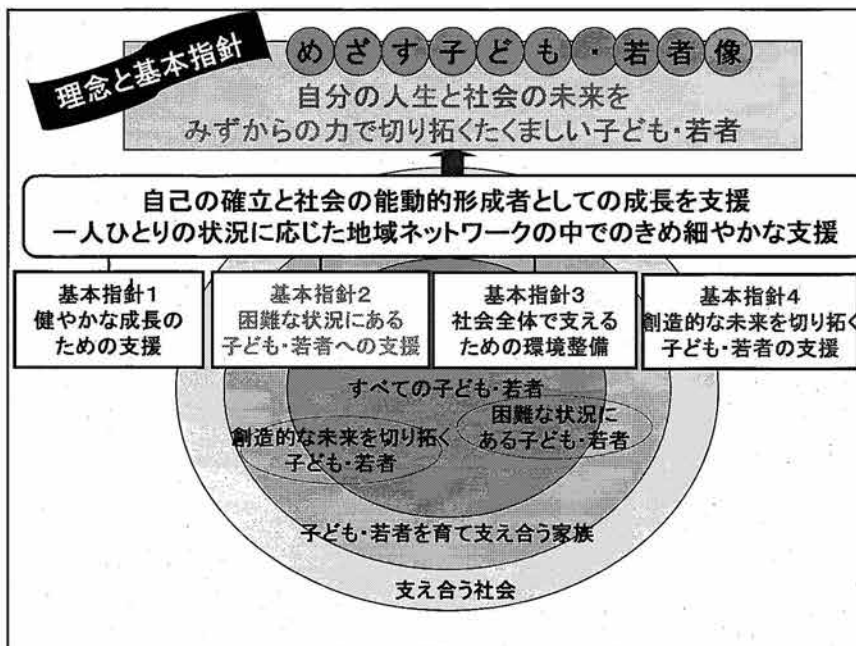 理念と基本指針
めざす子ども・若者像
自分の人生と社会の未来を
みずからの力で切り拓くたくましい子ども・若者
自己の確立と社会の能動的形成者としての成長を支援
一人ひとりの状況に応じた地域ネットワークの中でのきめ細やかな支援
基本指針1
健やかな成長の
ための支援
基本指針2
困難な状況にある
子ども・若者への支援
基本指針3
社会全体で支える
ための環境整備
基本指針4
創造的な未来を切り拓く
子ども・若者の支援
すべての子ども・若者
創造的な未来を切り拓く
子ども・若者
困難な状況に
ある子ども・若者
子ども・若者を育て支え合う家族
支え合う社会